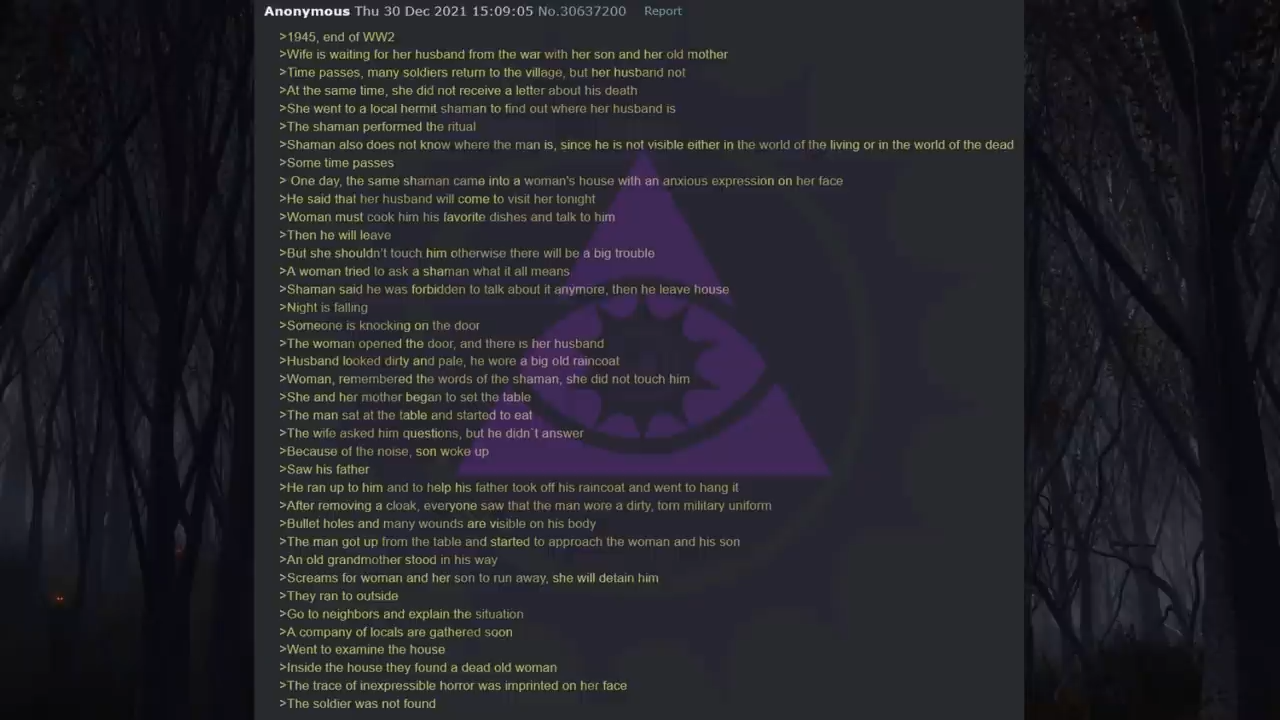 Anonymous Thu 30 Dec 2021 15:09:05 No.30637200 Report
>1945, end of WW2
>Wife is waiting for her husband from the war with her son and her old mother
>Time passes, many soldiers return to the village, but her husband not
>At the same time, she did not receive a letter about his death
>She went to a local hermit shaman to find out where her husband is
>The shaman performed the ritual
>Shaman also does not know where the man is, since he is not visible either in the world of the living or in the world of the dead
>Some time passes
> One day, the same shaman came into a woman's house with an anxious expression on her face
>He said that her husband will come to visit her tonight
>Woman must cook him his favorite dishes and talk to him
>Then he will leave
>But she shouldn't touch him otherwise there will be a big trouble
>A woman tried to ask a shaman what it all means
>Shaman said he was forbidden to talk about it anymore, then he leave house
>Night is falling
>Someone is knocking on the door
>The woman opened the door, and there is her husband
>Husband looked dirty and pale, he wore a big old raincoat
>Woman, remembered the words of the shaman, she did not touch him
>She and her mother began to set the table
>The man sat at the table and started to eat
>The wife asked him questions, but he didn`t answer
>Because of the noise, son woke up
>Saw his father
>He ran up to him and to help his father took off his raincoat and went to hang it
>After removing a cloak, everyone saw that the man wore a dirty, torn military uniform
>Bullet holes and many wounds are visible on his body
>The man got up from the table and started to approach the woman and his son
>An old grandmother stood in his way
>Screams for woman and her son to run away, she will detain him
>They ran to outside
>Go to neighbors and explain the situation
>A company of locals are gathered soon
>Went to examine the house
>Inside the house they found a dead old woman
>The trace of inexpressible horror was imprinted on her face
>The soldier was not found